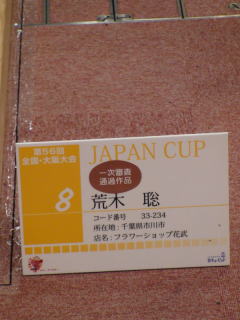 第56回
全国・大阪大会
JAPAN CUP
一次審査
通過作品
8
荒木 聡
コード番号 33-234
所在地：千葉県市川市
店名：フラワーショップ花武